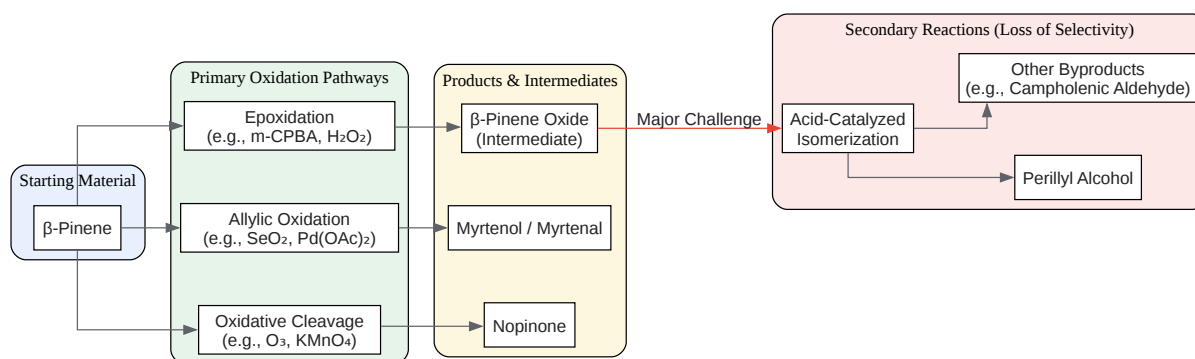 Secondary Reactions (Loss of Selectivity)
Other Byproducts
(e.g., Campholenic Aldehyde)
Primary Oxidation Pathways
Products & Intermediates
Epoxidation
(e.g., m-CPBA, H₂O₂)
β-Pinene Oxide
(Intermediate)
Major Challenge
Acid-Catalyzed
Isomerization
Starting Material
Perillyl Alcohol
β-Pinene
Allylic Oxidation
(e.g., SeO₂, Pd(OAc)₂)
Myrtenol / Myrtenal
Oxidative Cleavage
(e.g., O₃, KMnO₄)
Nopinone